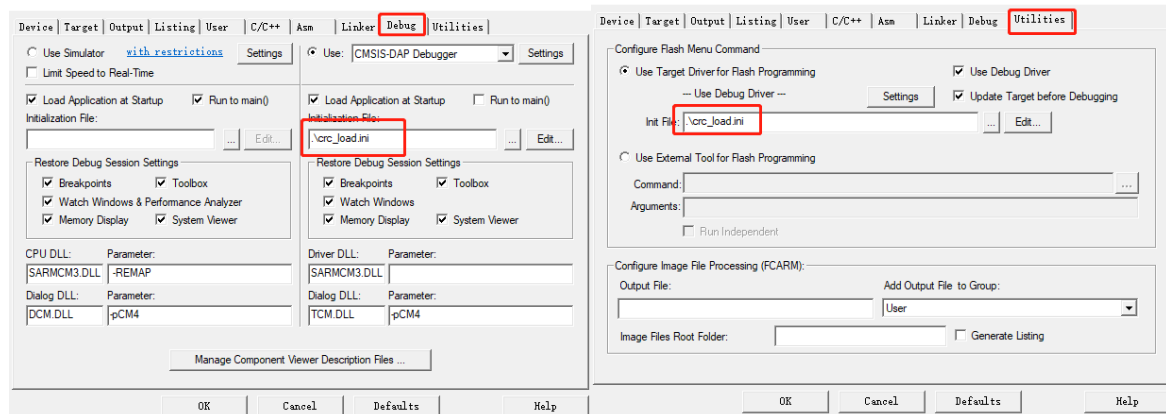 Device Target Output Listing User C/C++ Asm Linker Debug Utilities
Use Simulator with restrictions Settings
Limit Speed to Real-Time
Load Application at Startup Run to main()
Initialization File:
... Edit...
Restore Debug Session Settings
Breakpoints Toolbox
Watch Windows & Performance Analyzer
Memory Display System Viewer
CPU DLL: Parameter:
SARMCM3.DLL -REMAP
Dialog DLL: Parameter:
DCM.DLL -pCM4
Use: CMSIS-DAP Debugger Settings
Load Application at Startup Run to main()
Initialization File:
.\crc_load.ini ... Edit...
Restore Debug Session Settings
Breakpoints Toolbox
Watch Windows
Memory Display System Viewer
Driver DLL: Parameter:
SARMCM3.DLL
Dialog DLL: Parameter:
TCM.DLL -pCM4
Manage Component Viewer Description Files ...
OK Cancel Defaults Help
Device Target Output Listing User C/C++ Asm Linker Debug Utilities
Configure Flash Menu Command
Use Target Driver for Flash Programming Use Debug Driver
--- Use Debug Driver --- Settings Update Target before Debugging
Init File: .\crc_load.ini ... Edit...
Use External Tool for Flash Programming
Command: ...
Arguments:
Run Independent
Configure Image File Processing (FCARM):
Output File: Add Output File to Group:
User
Image Files Root Folder: Generate Listing
OK Cancel Defaults Help